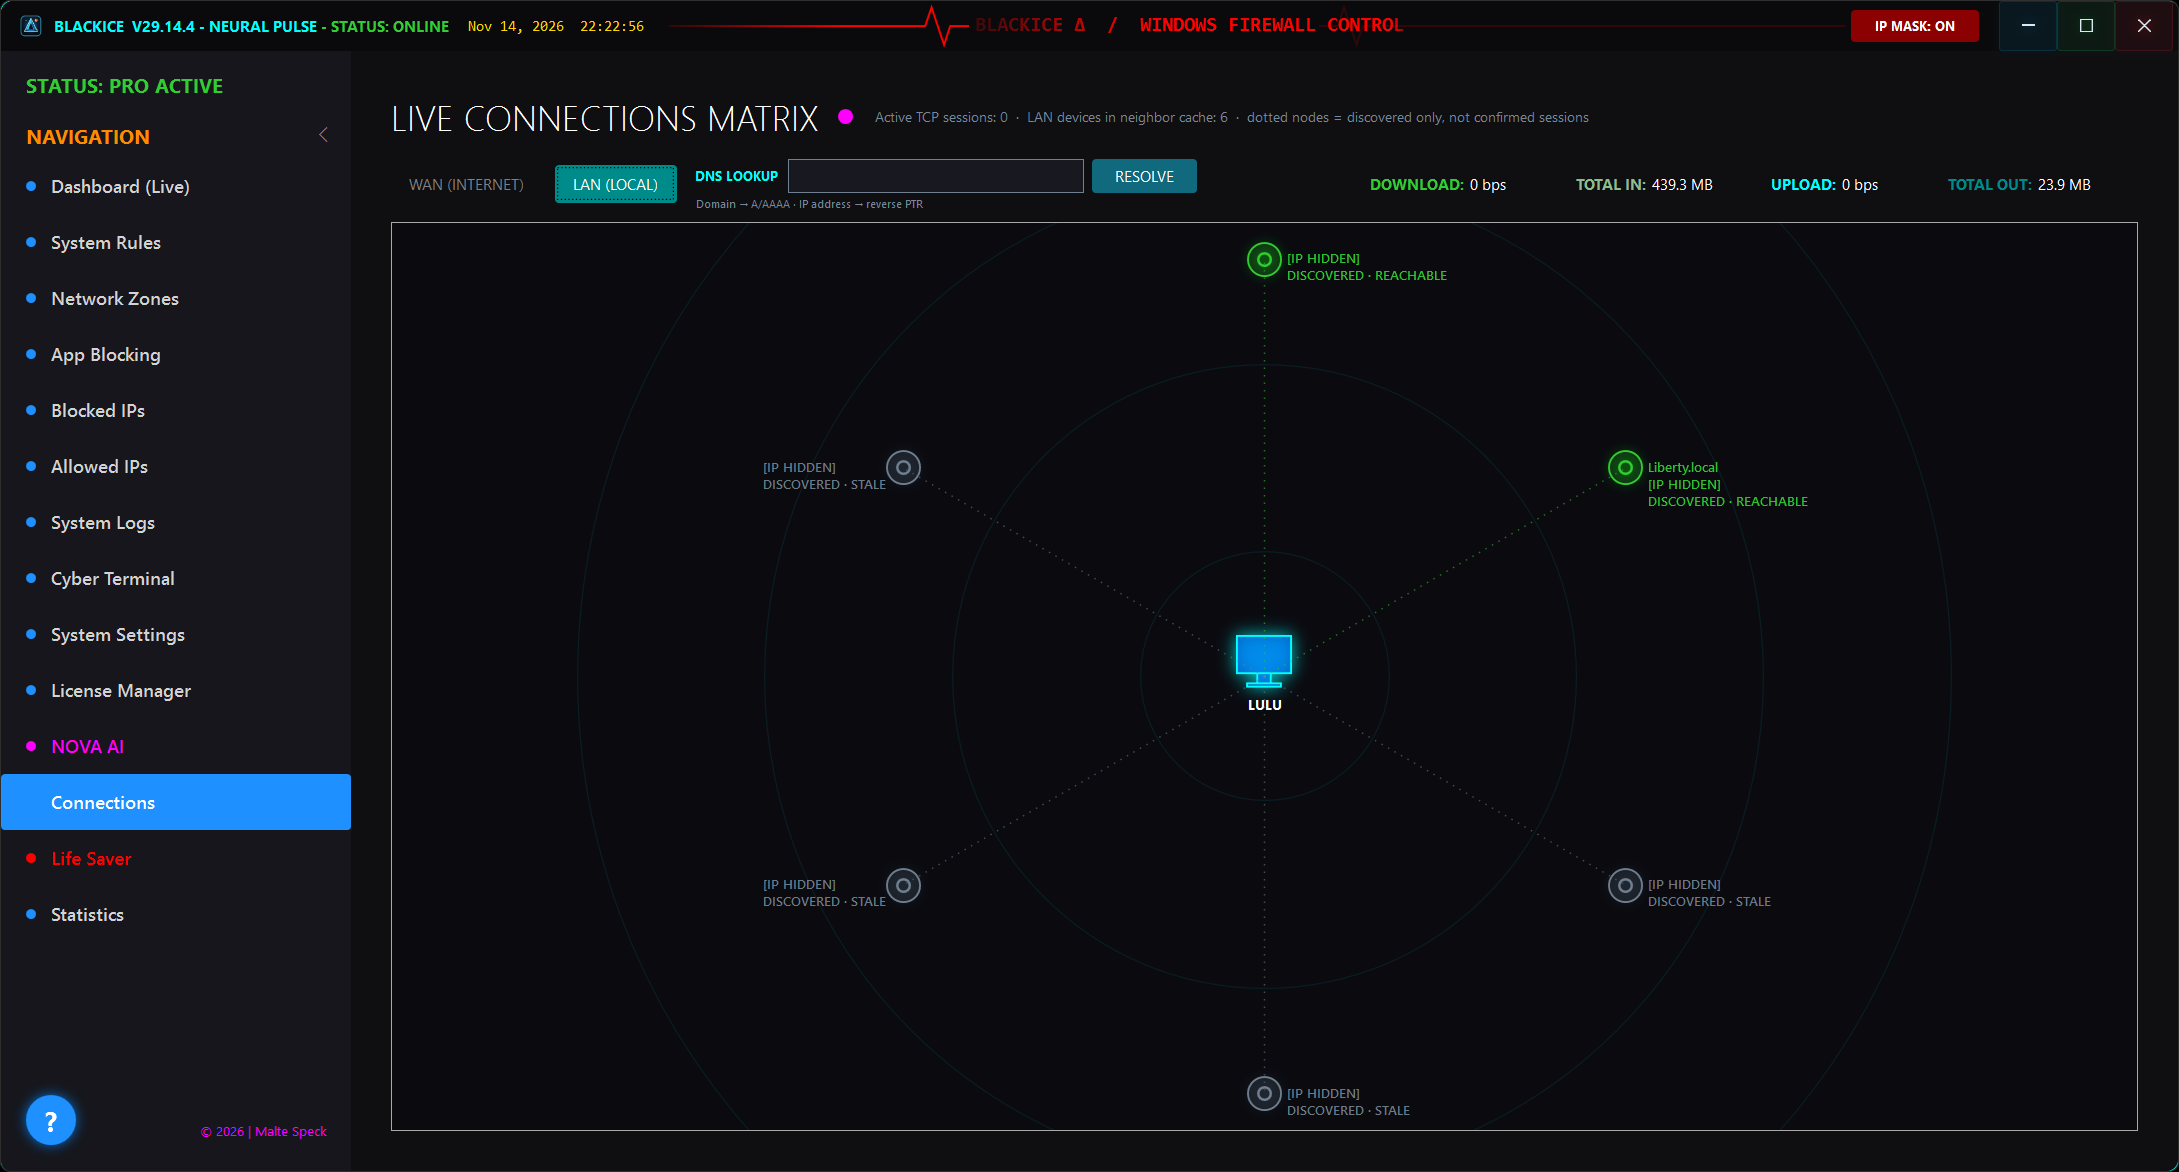 BLACKICE V29.14.4 - NEURAL PULSE - STATUS: ONLINE Nov 14, 2026 22:22:56
BLACKICE Δ / WINDOWS FIREWALL CONTROL
IP MASK: ON
STATUS: PRO ACTIVE
NAVIGATION
Dashboard (Live)
System Rules
Network Zones
App Blocking
Blocked IPs
Allowed IPs
System Logs
Cyber Terminal
System Settings
License Manager
NOVA AI
Connections
Life Saver
Statistics
?
© 2026 | Malte Speck
LIVE CONNECTIONS MATRIX
Active TCP sessions: 0 · LAN devices in neighbor cache: 6 · dotted nodes = discovered only, not confirmed sessions
WAN (INTERNET)
LAN (LOCAL)
DNS LOOKUP
RESOLVE
Domain → A/AAAA · IP address → reverse PTR
DOWNLOAD: 0 bps
TOTAL IN: 439.3 MB
UPLOAD: 0 bps
TOTAL OUT: 23.9 MB
[IP HIDDEN]
DISCOVERED · REACHABLE
[IP HIDDEN]
DISCOVERED · STALE
Liberty.local
[IP HIDDEN]
DISCOVERED · REACHABLE
LULU
[IP HIDDEN]
DISCOVERED · STALE
[IP HIDDEN]
DISCOVERED · STALE
[IP HIDDEN]
DISCOVERED · STALE